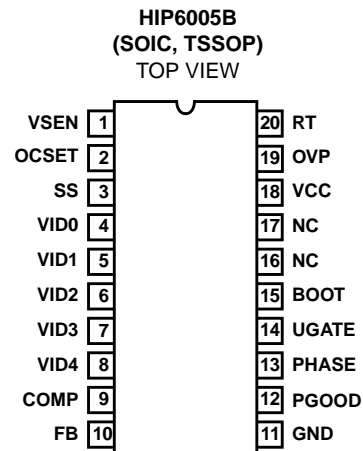 HIP6005B
(SOIC, TSSOP)
TOP VIEW
VSEN 1 20 RT
OCSET 2 19 OVP
SS 3 18 VCC
VID0 4 17 NC
VID1 5 16 NC
VID2 6 15 BOOT
VID3 7 14 UGATE
VID4 8 13 PHASE
COMP 9 12 PGOOD
FB 10 11 GND